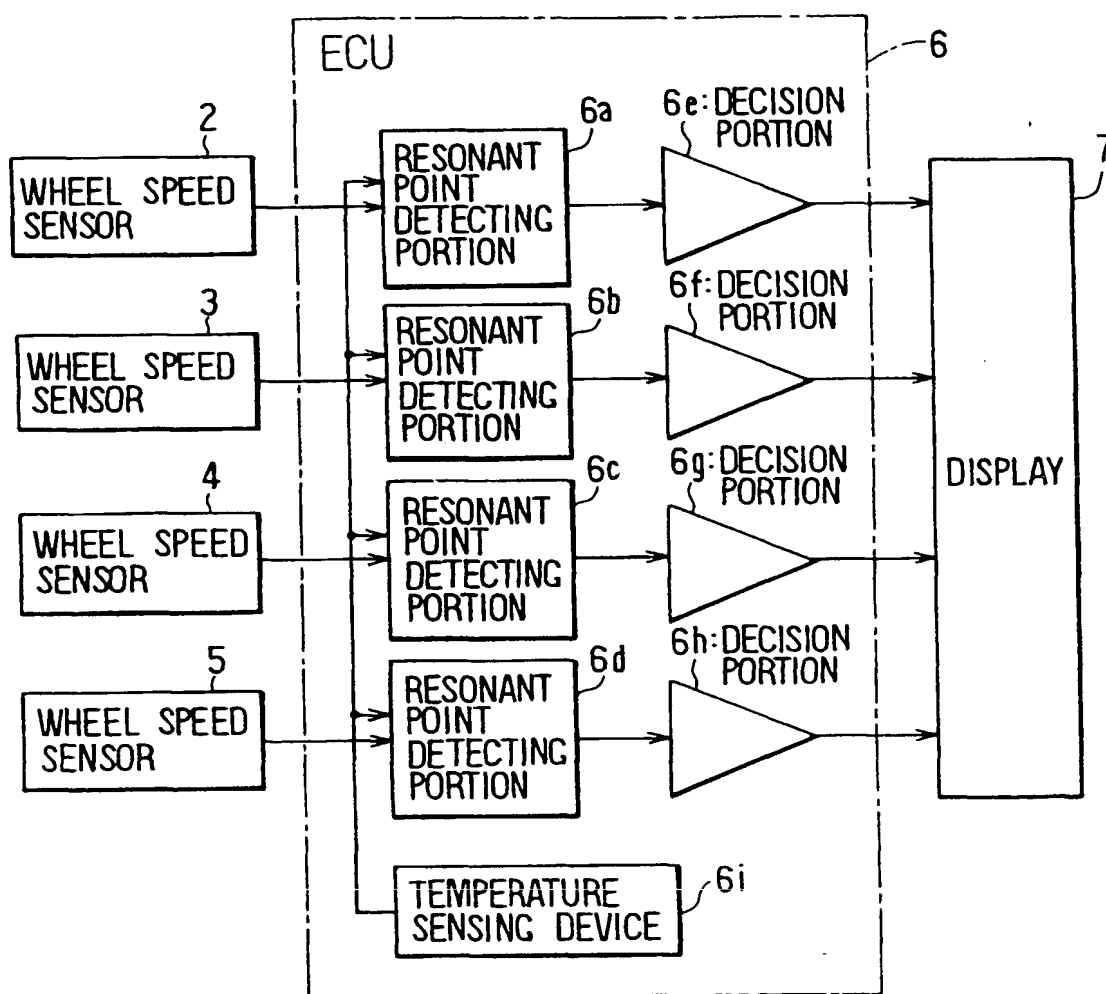 ECU
6
2
WHEEL SPEED
SENSOR
6a
RESONANT
POINT
DETECTING
PORTION
6e: DECISION
PORTION
7
3
WHEEL SPEED
SENSOR
6b
RESONANT
POINT
DETECTING
PORTION
6f: DECISION
PORTION
4
WHEEL SPEED
SENSOR
6c
RESONANT
POINT
DETECTING
PORTION
6g: DECISION
PORTION
DISPLAY
5
WHEEL SPEED
SENSOR
6d
RESONANT
POINT
DETECTING
PORTION
6h: DECISION
PORTION
TEMPERATURE
SENSING DEVICE
6i